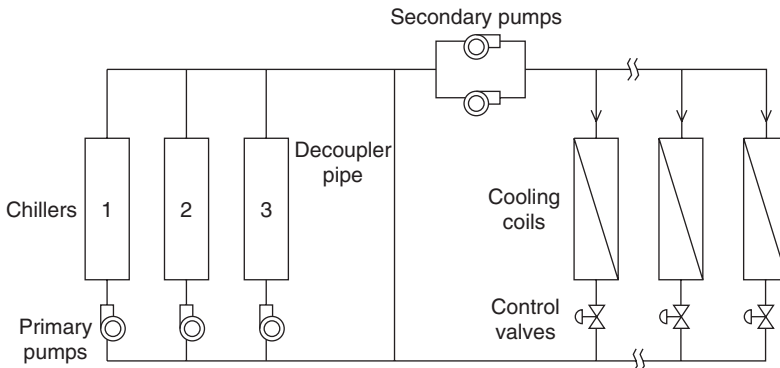 Secondary pumps
Decoupler
pipe
Chillers
1
2
3
Cooling
coils
Primary
pumps
Control
valves